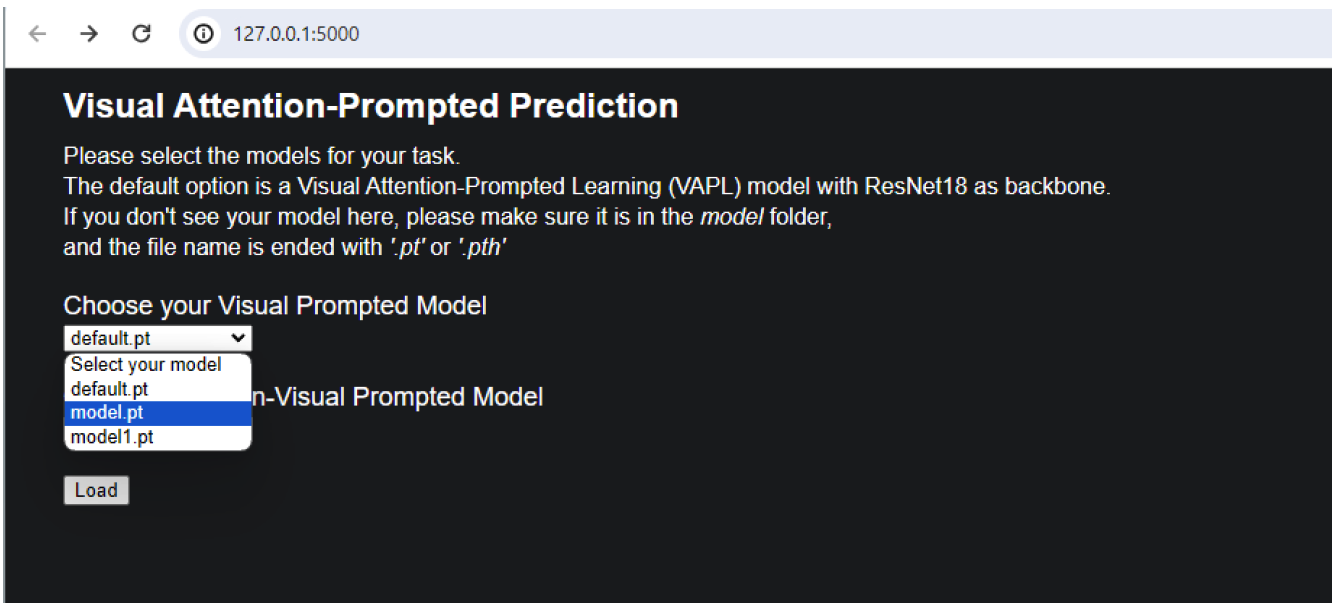 127.0.0.1:5000
Visual Attention-Prompted Prediction
Please select the models for your task.
The default option is a Visual Attention-Prompted Learning (VAPL) model with ResNet18 as backbone.
If you don't see your model here, please make sure it is in the model folder,
and the file name is ended with '.pt' or '.pth'
Choose your Visual Prompted Model
default.pt
Select your model
default.pt
n-Visual Prompted Model
model.pt
model1.pt
Load